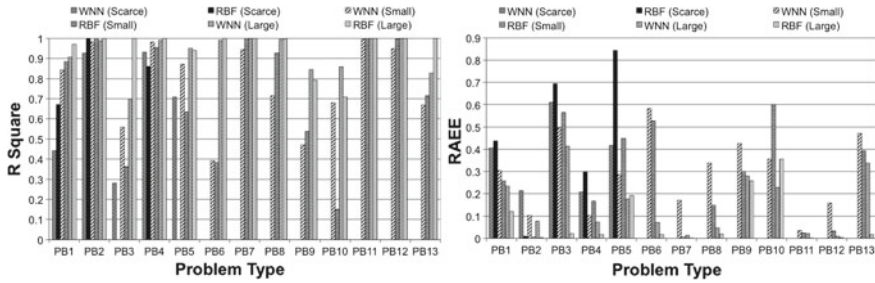 WNN (Scarce) RBF (Scarce) WNN (Small)
RBF (Small) WNN (Large) RBF (Large)
R Square
1
0.9
0.8
0.7
0.6
0.5
0.4
0.3
0.2
0.1
0
PB1 PB2 PB3 PB4 PB5 PB6 PB7 PB8 PB9 PB10 PB11 PB12 PB13
Problem Type
WNN (Scarce) RBF (Scarce) WNN (Small)
RBF (Small) WNN (Large) RBF (Large)
RAEE
0.9
0.8
0.7
0.6
0.5
0.4
0.3
0.2
0.1
0
PB1 PB2 PB3 PB4 PB5 PB6 PB7 PB8 PB9 PB10 PB11 PB12 PB13
Problem Type